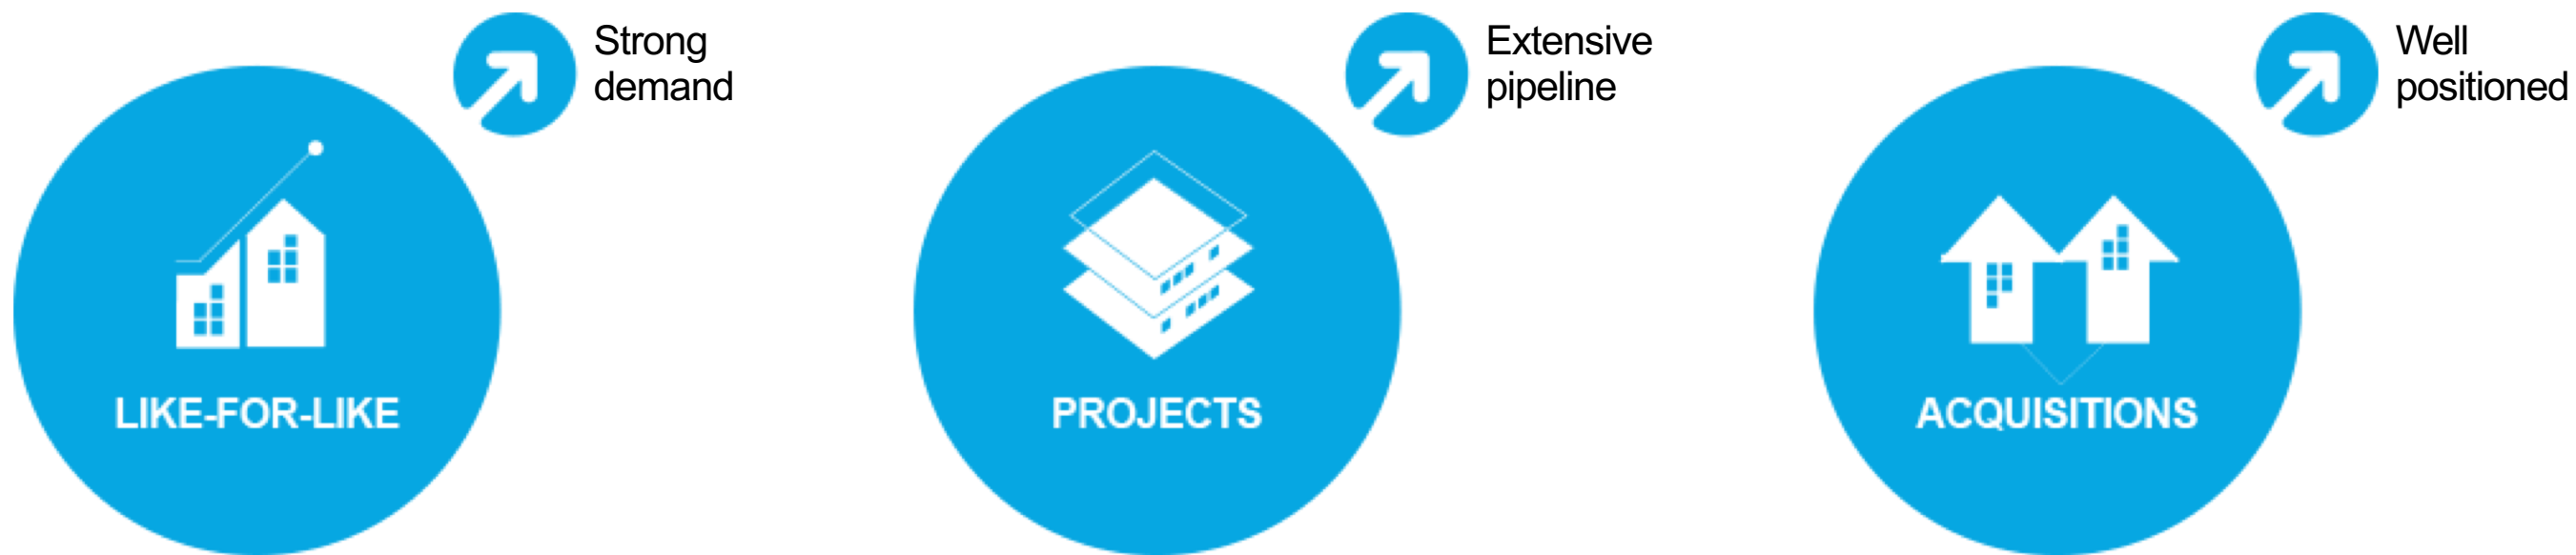 Strong
demand
LIKE-FOR-LIKE
Extensive
pipeline
PROJECTS
Well
positioned
ACQUISITIONS